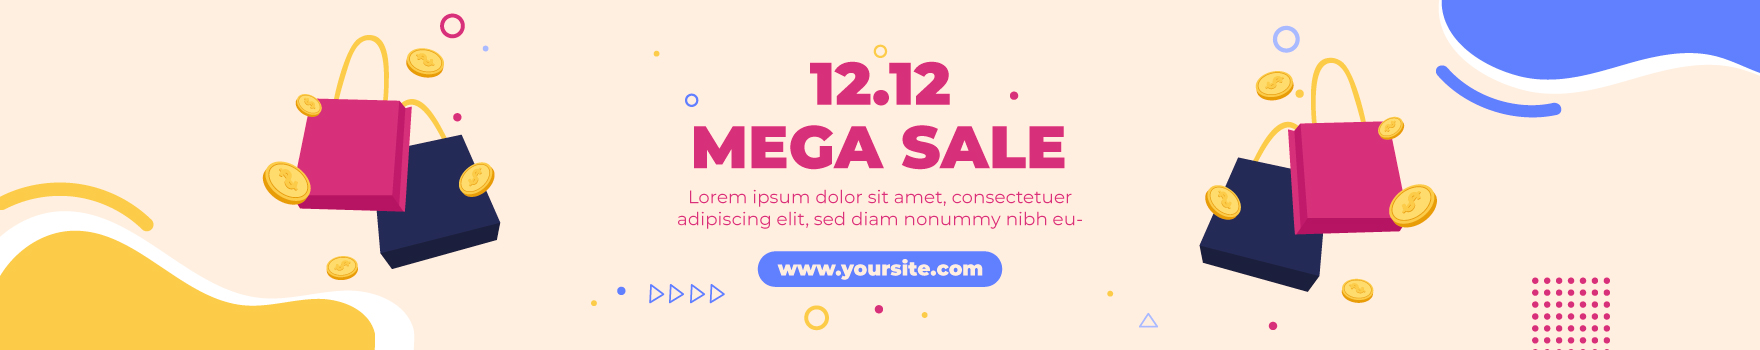 12.12
MEGA SALE
Lorem ipsum dolor sit amet, consectetuer
adipiscing elit, sed diam nonummy nibh eu-
www.yoursite.com